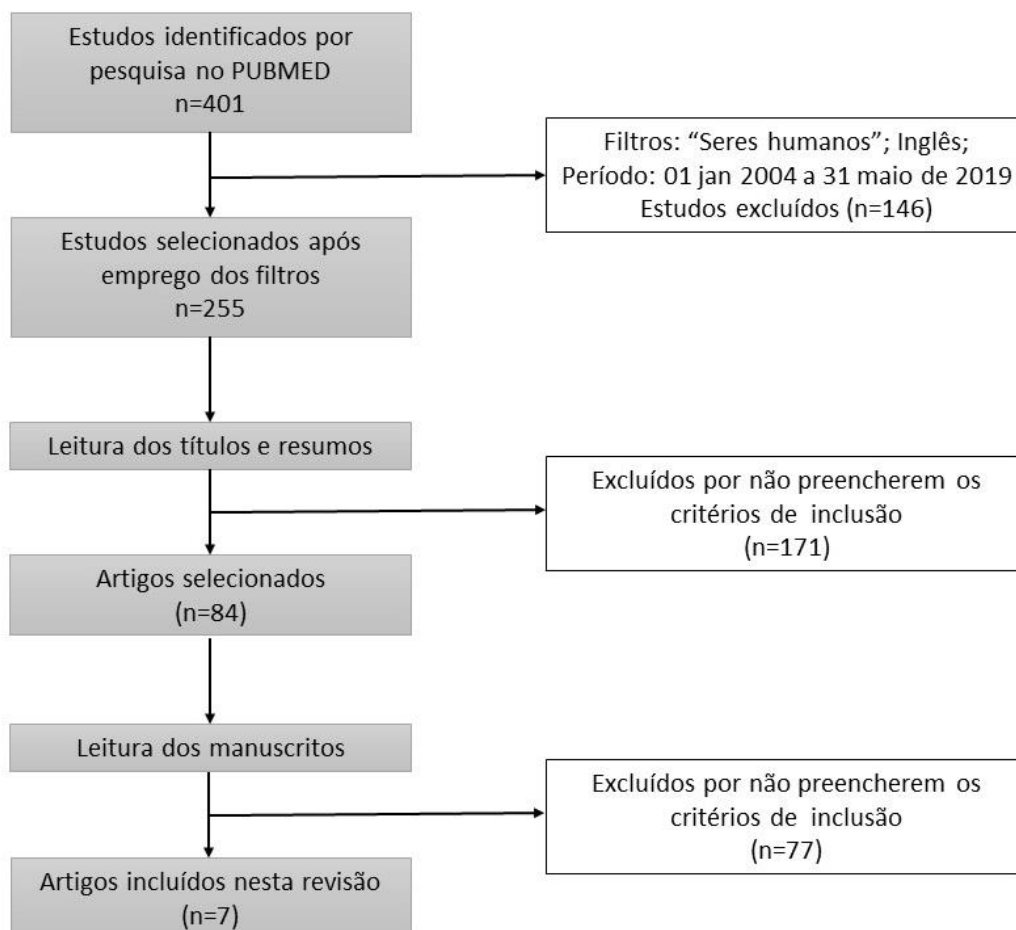 Estudos identificados por
pesquisa no PUBMED
n=401
Filtros: “Seres humanos”; Inglês;
Período: 01 jan 2004 a 31 maio de 2019
Estudos excluídos (n=146)
Estudos selecionados após
emprego dos filtros
n=255
Leitura dos títulos e resumos
Excluídos por não preencherem os
critérios de inclusão
(n=171)
Artigos selecionados
(n=84)
Leitura dos manuscritos
Excluídos por não preencherem os
critérios de inclusão
(n=77)
Artigos incluídos nesta revisão
(n=7)